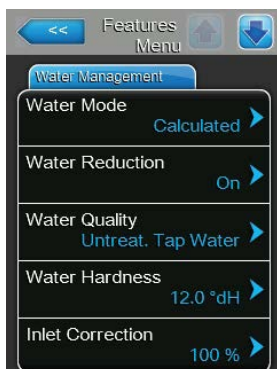 <<
Features
Menu
Water Management
Water Mode
Calculated
Water Reduction
On
Water Quality
Untreat. Tap Water
Water Hardness
12.0 °dH
Inlet Correction
100 %